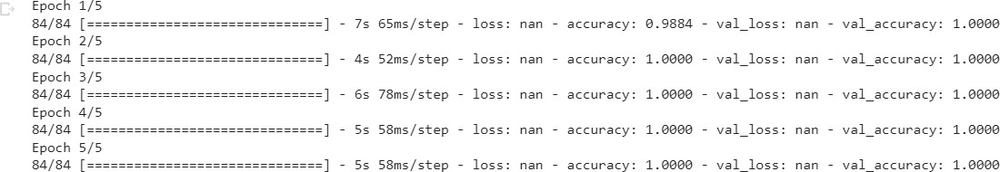 Epoch 1/5
84/84 [==============================] - 7s 65ms/step - loss: nan - accuracy: 0.9884 - val_loss: nan - val_accuracy: 1.0000
Epoch 2/5
84/84 [==============================] - 4s 52ms/step - loss: nan - accuracy: 1.0000 - val_loss: nan - val_accuracy: 1.0000
Epoch 3/5
84/84 [==============================] - 6s 78ms/step - loss: nan - accuracy: 1.0000 - val_loss: nan - val_accuracy: 1.0000
Epoch 4/5
84/84 [==============================] - 5s 58ms/step - loss: nan - accuracy: 1.0000 - val_loss: nan - val_accuracy: 1.0000
Epoch 5/5
84/84 [==============================] - 5s 58ms/step - loss: nan - accuracy: 1.0000 - val_loss: nan - val_accuracy: 1.0000